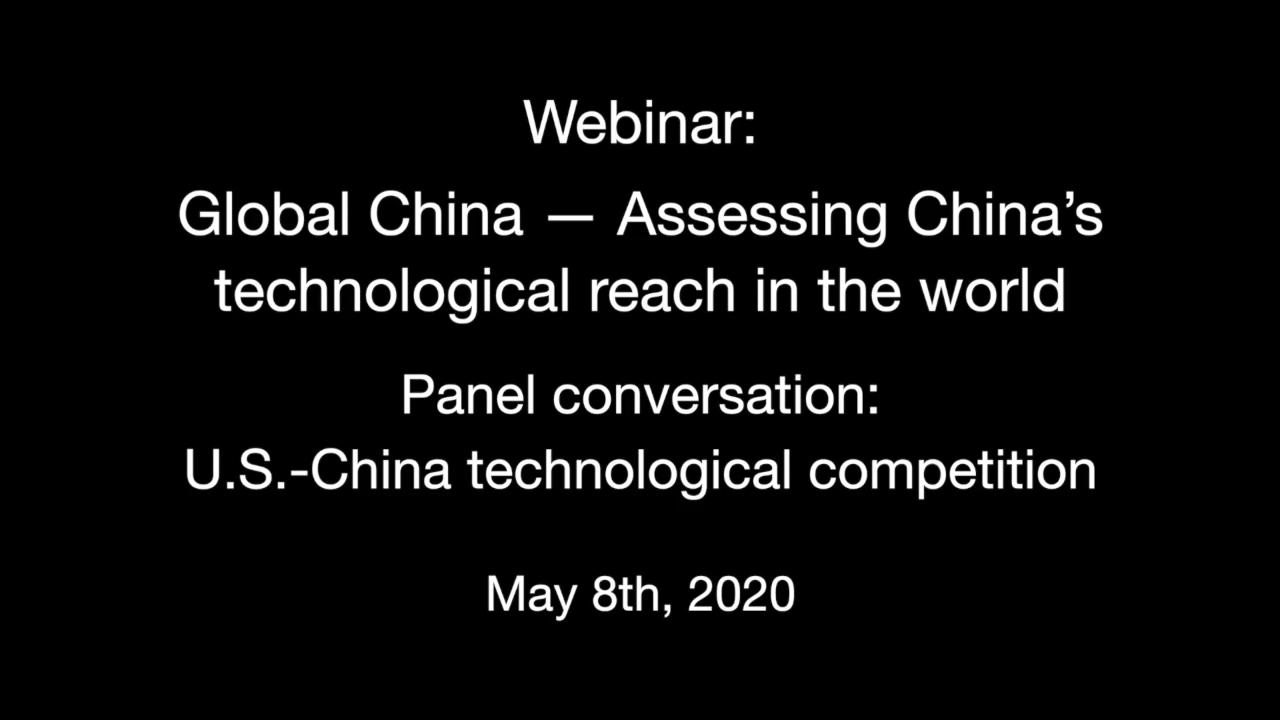 Webinar:
Global China — Assessing China’s
technological reach in the world
Panel conversation:
U.S.-China technological competition
May 8th, 2020